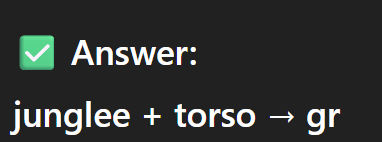 ✅ Answer:
junglee + torso → gr